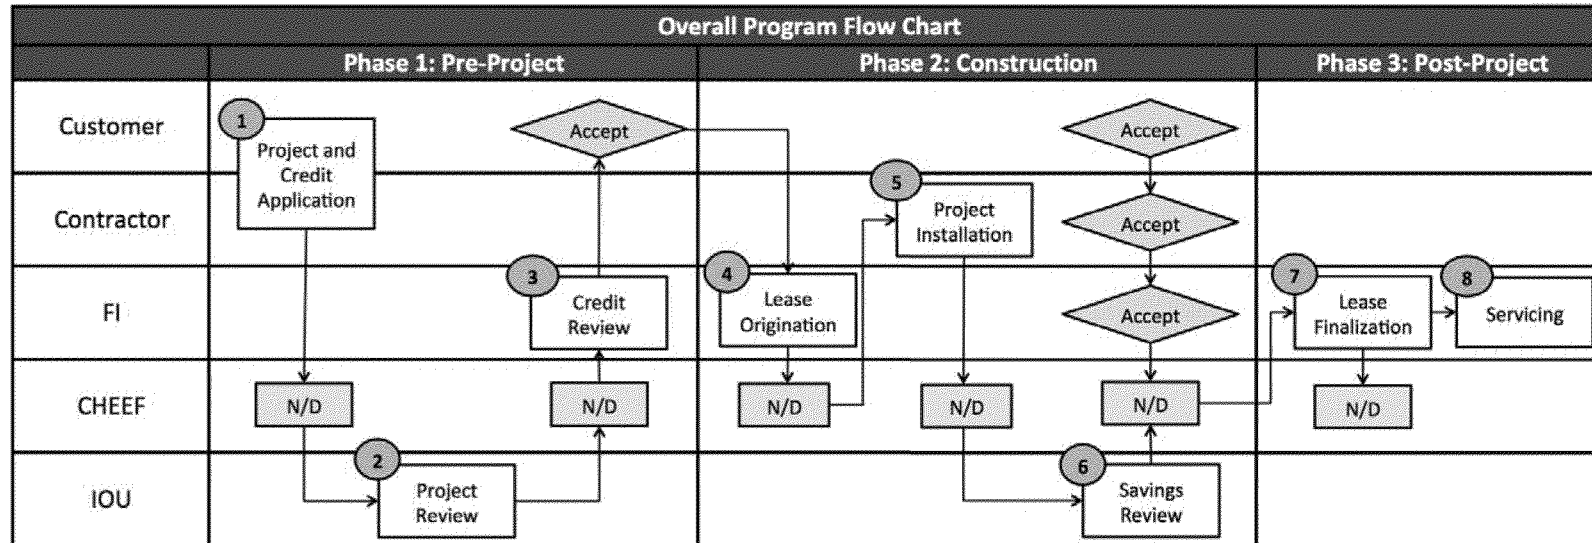 Overall Program Flow Chart
Phase 1: Pre-Project
Phase 2: Construction
Phase 3: Post-Project
Customer
1
Project and
Credit
Application
Accept
Accept
Contractor
5
Project
Installation
Accept
FI
3
Credit
Review
4
Lease
Origination
Accept
7
Lease
Finalization
8
Servicing
CHEEF
N/D
N/D
N/D
N/D
N/D
N/D
IOU
2
Project
Review
6
Savings
Review